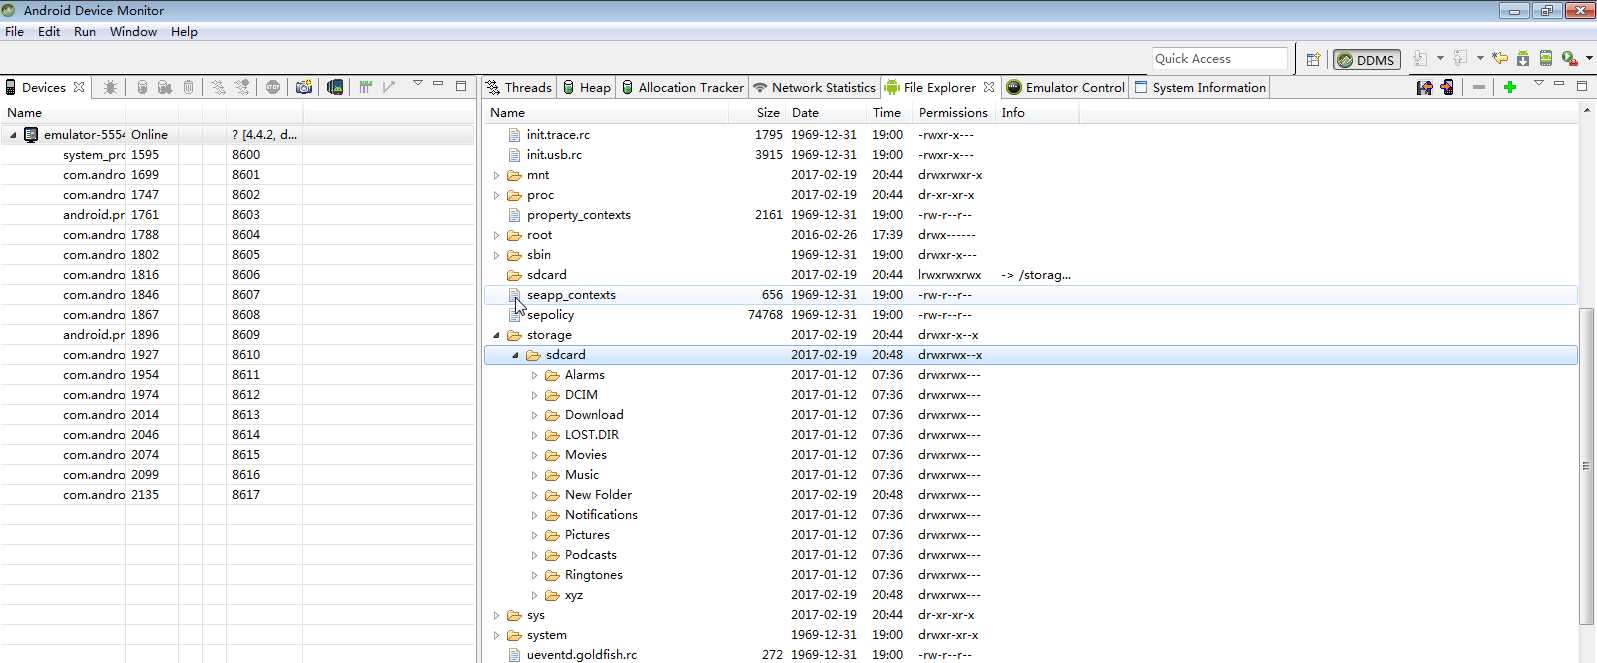 Android Device Monitor
File Edit Run Window Help
Quick Access DDMS
Devices
Name
emulator-5554 Online ? [4.4.2, d...
system_prc 1595 8600
com.andro 1699 8601
com.andro 1747 8602
android.pr 1761 8603
com.andro 1788 8604
com.andro 1802 8605
com.andro 1816 8606
com.andro 1846 8607
com.andro 1867 8608
android.pr 1896 8609
com.andro 1927 8610
com.andro 1954 8611
com.andro 1974 8612
com.andro 2014 8613
com.andro 2046 8614
com.andro 2074 8615
com.andro 2099 8616
com.andro 2135 8617
Threads Heap Allocation Tracker Network Statistics File Explorer Emulator Control System Information
Name Size Date Time Permissions Info
init.trace.rc 1795 1969-12-31 19:00 -rwxr-x---
init.usb.rc 3915 1969-12-31 19:00 -rwxr-x---
mnt 2017-02-19 20:44 drwxrwxr-x
proc 2017-02-19 20:44 dr-xr-xr-x
property_contexts 2161 1969-12-31 19:00 -rw-r--r--
root 2016-02-26 17:39 drwx------
sbin 1969-12-31 19:00 drwxr-x---
sdcard 2017-02-19 20:44 lrwxrwxrwx -> /storag...
seapp_contexts 656 1969-12-31 19:00 -rw-r--r--
sepolicy 74768 1969-12-31 19:00 -rw-r--r--
storage 2017-02-19 20:44 drwxr-x--x
sdcard 2017-02-19 20:48 drwxrwx--x
Alarms 2017-01-12 07:36 drwxrwx---
DCIM 2017-01-12 07:36 drwxrwx---
Download 2017-01-12 07:36 drwxrwx---
LOST.DIR 2017-01-12 07:36 drwxrwx---
Movies 2017-01-12 07:36 drwxrwx---
Music 2017-01-12 07:36 drwxrwx---
New Folder 2017-02-19 20:48 drwxrwx---
Notifications 2017-01-12 07:36 drwxrwx---
Pictures 2017-01-12 07:36 drwxrwx---
Podcasts 2017-01-12 07:36 drwxrwx---
Ringtones 2017-01-12 07:36 drwxrwx---
xyz 2017-02-19 20:48 drwxrwx---
sys 2017-02-19 20:44 dr-xr-xr-x
system 1969-12-31 19:00 drwxr-xr-x
ueventd.goldfish.rc 272 1969-12-31 19:00 -rw-r--r--